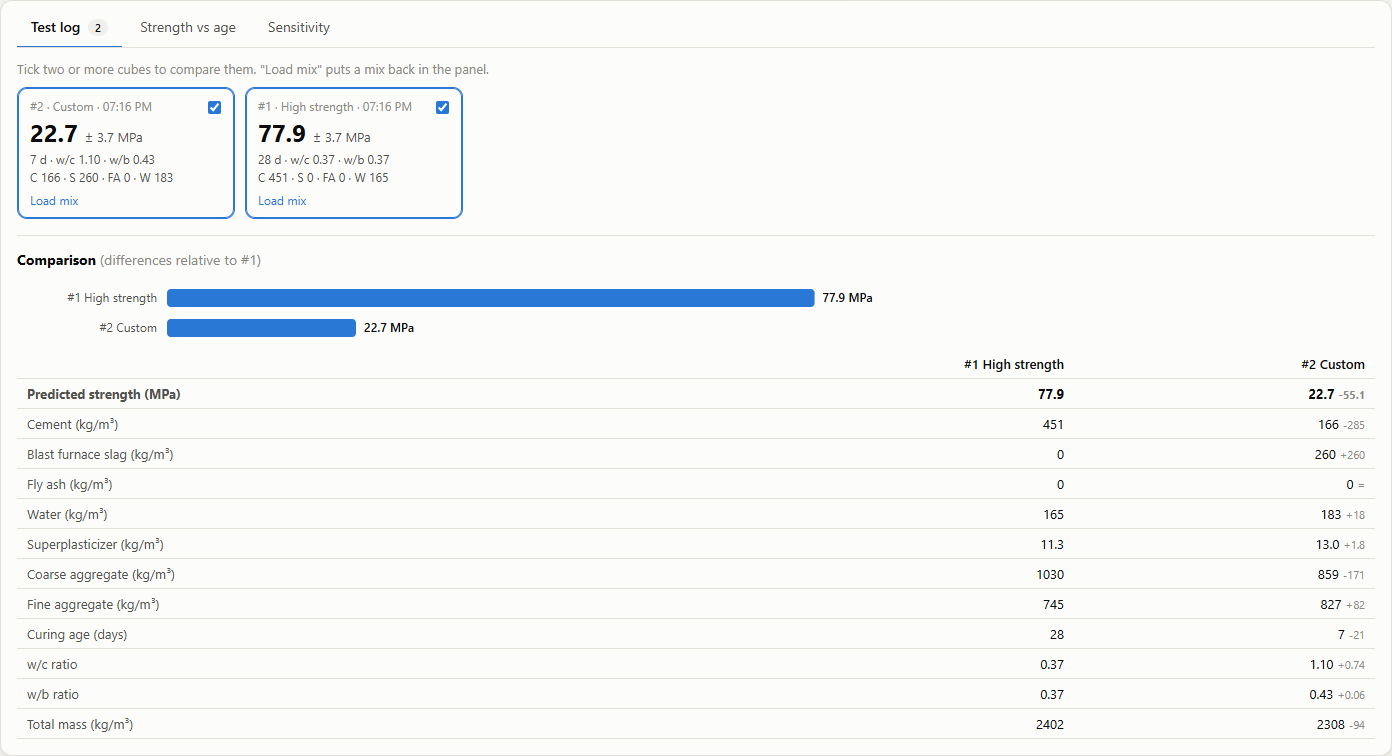 Test log 2 Strength vs age Sensitivity
Tick two or more cubes to compare them. "Load mix" puts a mix back in the panel.
#2 · Custom · 07:16 PM
22.7 ± 3.7 MPa
7 d · w/c 1.10 · w/b 0.43
C 166 · S 260 · FA 0 · W 183
Load mix
#1 · High strength · 07:16 PM
77.9 ± 3.7 MPa
28 d · w/c 0.37 · w/b 0.37
C 451 · S 0 · FA 0 · W 165
Load mix
Comparison (differences relative to #1)
#1 High strength 77.9 MPa
#2 Custom 22.7 MPa
#1 High strength #2 Custom
Predicted strength (MPa) 77.9 22.7 -55.1
Cement (kg/m³) 451 166 -285
Blast furnace slag (kg/m³) 0 260 +260
Fly ash (kg/m³) 0 0 =
Water (kg/m³) 165 183 +18
Superplasticizer (kg/m³) 11.3 13.0 +1.8
Coarse aggregate (kg/m³) 1030 859 -171
Fine aggregate (kg/m³) 745 827 +82
Curing age (days) 28 7 -21
w/c ratio 0.37 1.10 +0.74
w/b ratio 0.37 0.43 +0.06
Total mass (kg/m³) 2402 2308 -94